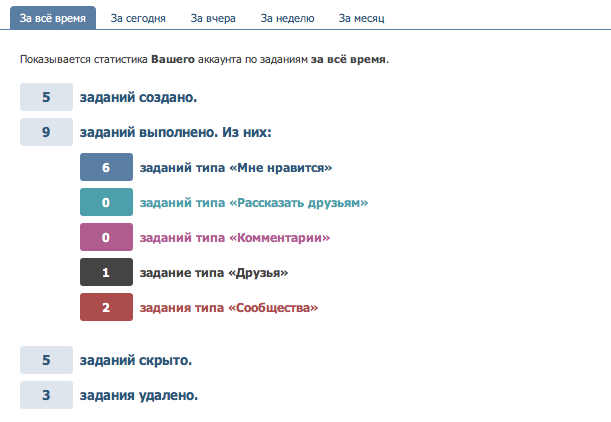 За всё время За сегодня За вчера За неделю За месяц
Показывается статистика Вашего аккаунта по заданиям за всё время.
5 заданий создано.
9 заданий выполнено. Из них:
6 заданий типа «Мне нравится»
0 заданий типа «Рассказать друзьям»
0 заданий типа «Комментарии»
1 задание типа «Друзья»
2 задания типа «Сообщества»
5 заданий скрыто.
3 задания удалено.